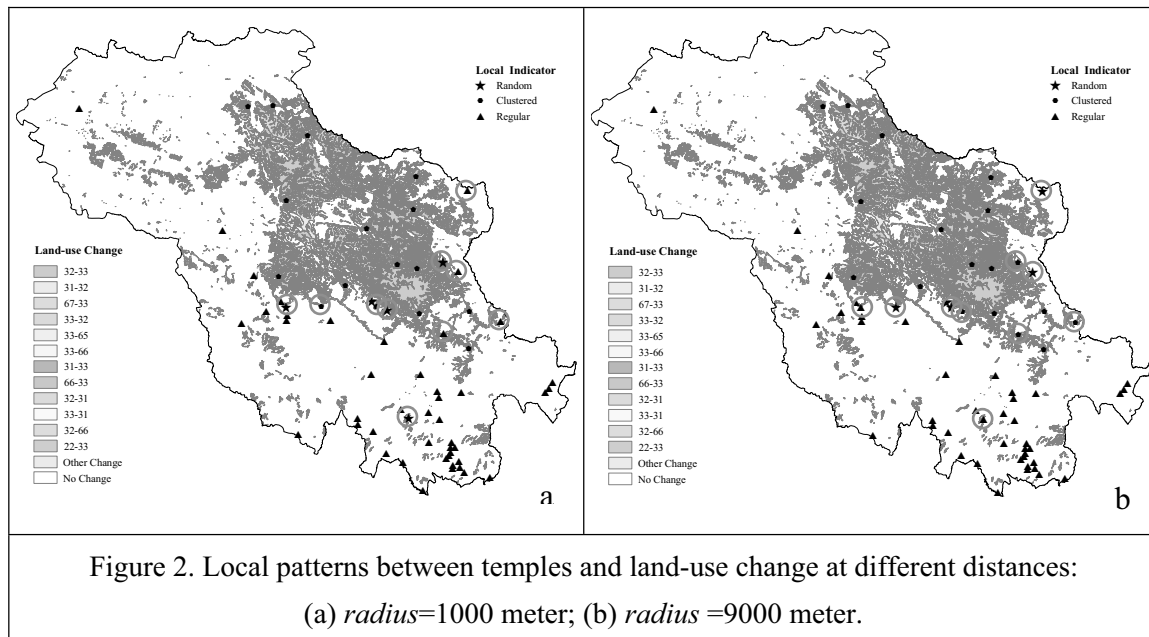 Local Indicator
Random
Clustered
Regular
Land-use Change
32-33
31-32
67-33
33-32
33-65
33-66
31-33
66-33
32-31
33-31
32-66
22-33
Other Change
No Change
a
Local Indicator
Random
Clustered
Regular
Land-use Change
32-33
31-32
67-33
33-32
33-65
33-66
31-33
66-33
32-31
33-31
32-66
22-33
Other Change
No Change
b
Figure 2. Local patterns between temples and land-use change at different distances:
(a) radius=1000 meter; (b) radius =9000 meter.